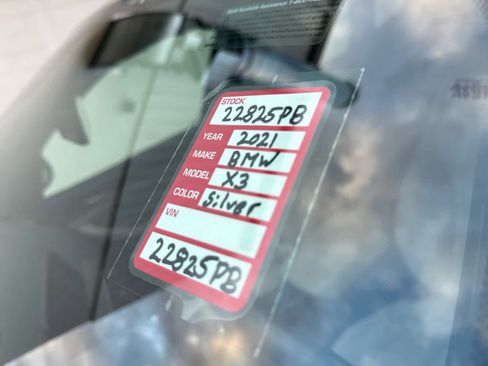 STOCK
22825PB
YEAR 2021
MAKE BMW
MODEL X3
COLOR Silver
VIN
22825PB